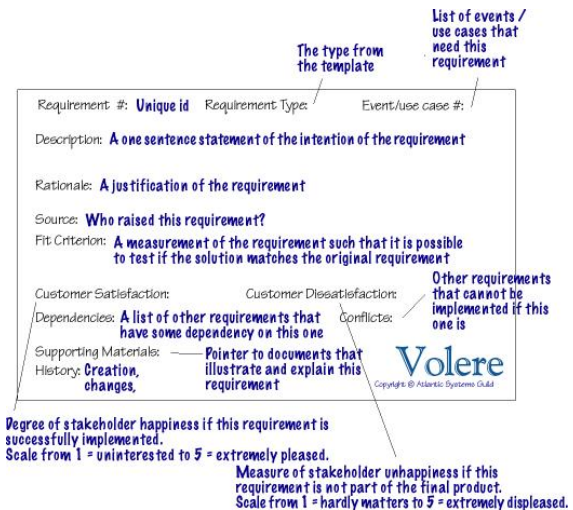 List of events /
use cases that
need this
requirement
The type from
the template
Requirement #: Unique id Requirement Type: Event/use case #:
Description: A one sentence statement of the intention of the requirement
Rationale: A justification of the requirement
Source: Who raised this requirement?
Fit Criterion: A measurement of the requirement such that it is possible
to test if the solution matches the original requirement
Other requirements
that cannot be
implemented if this
one is
Customer Satisfaction: Customer Dissatisfaction:
Dependencies: A list of other requirements that
have some dependency on this one
Conflicts:
Supporting Materials: Pointer to documents that
illustrate and explain this
requirement
History: Creation,
changes,
Volere
Copyright © Atlantic Systems Guild
Degree of stakeholder happiness if this requirement is
successfully implemented.
Scale from 1 = uninterested to 5 = extremely pleased.
Measure of stakeholder unhappiness if this
requirement is not part of the final product.
Scale from 1 = hardly matters to 5 = extremely displeased.